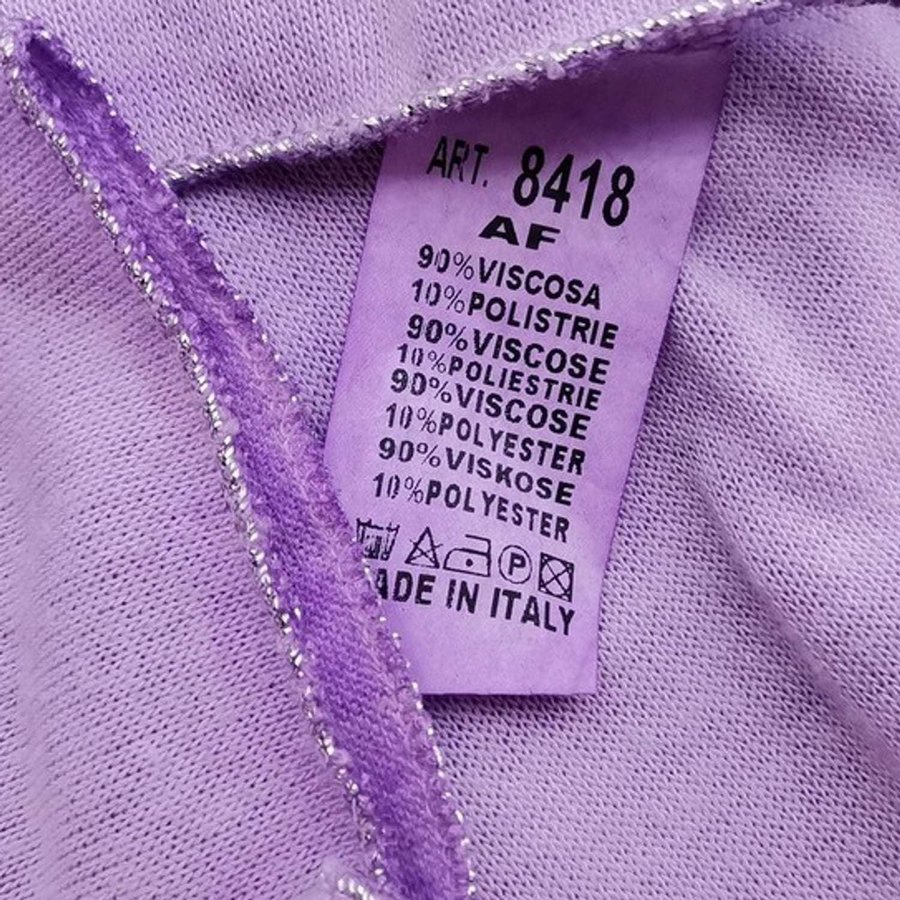 ART. 8418
AF
90%VISCOSA
10%POLISTRIE
90%VISCOSE
10%POLIESTRIE
90%VISCOSE
10%POLYESTER
90%VISKOSE
10%POLYESTER
P
ADE IN ITALY